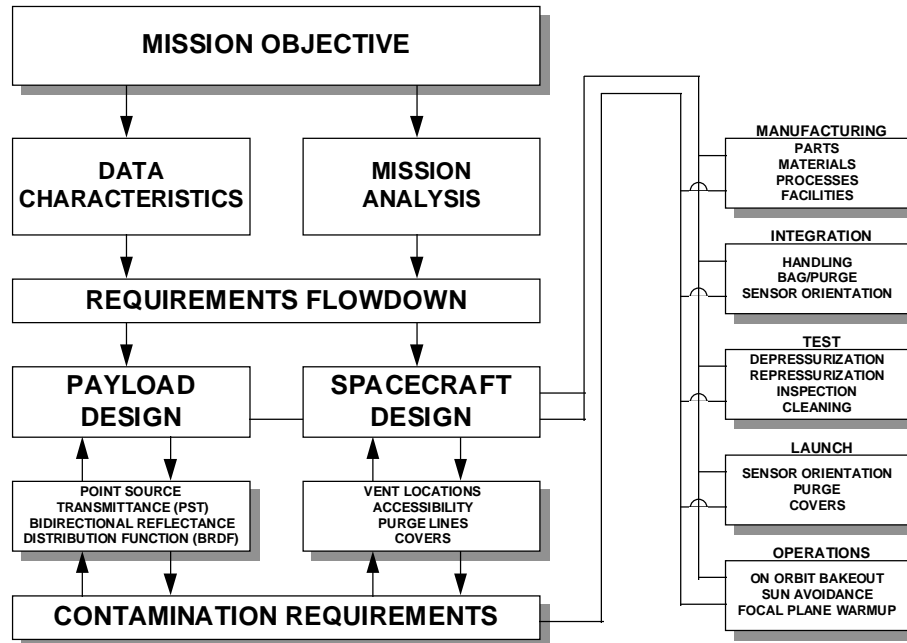 MISSION OBJECTIVE
DATA
CHARACTERISTICS
MISSION
ANALYSIS
REQUIREMENTS FLOWDOWN
PAYLOAD
DESIGN
SPACECRAFT
DESIGN
POINT SOURCE
TRANSMITTANCE (PST)
BIDIRECTIONAL REFLECTANCE
DISTRIBUTION FUNCTION (BRDF)
VENT LOCATIONS
ACCESSIBILITY
PURGE LINES
COVERS
CONTAMINATION REQUIREMENTS
MANUFACTURING
PARTS
MATERIALS
PROCESSES
FACILITIES
INTEGRATION
HANDLING
BAG/PURGE
SENSOR ORIENTATION
TEST
DEPRESSURIZATION
REPRESSURIZATION
INSPECTION
CLEANING
LAUNCH
SENSOR ORIENTATION
PURGE
COVERS
OPERATIONS
ON ORBIT BAKEOUT
SUN AVOIDANCE
FOCAL PLANE WARMUP